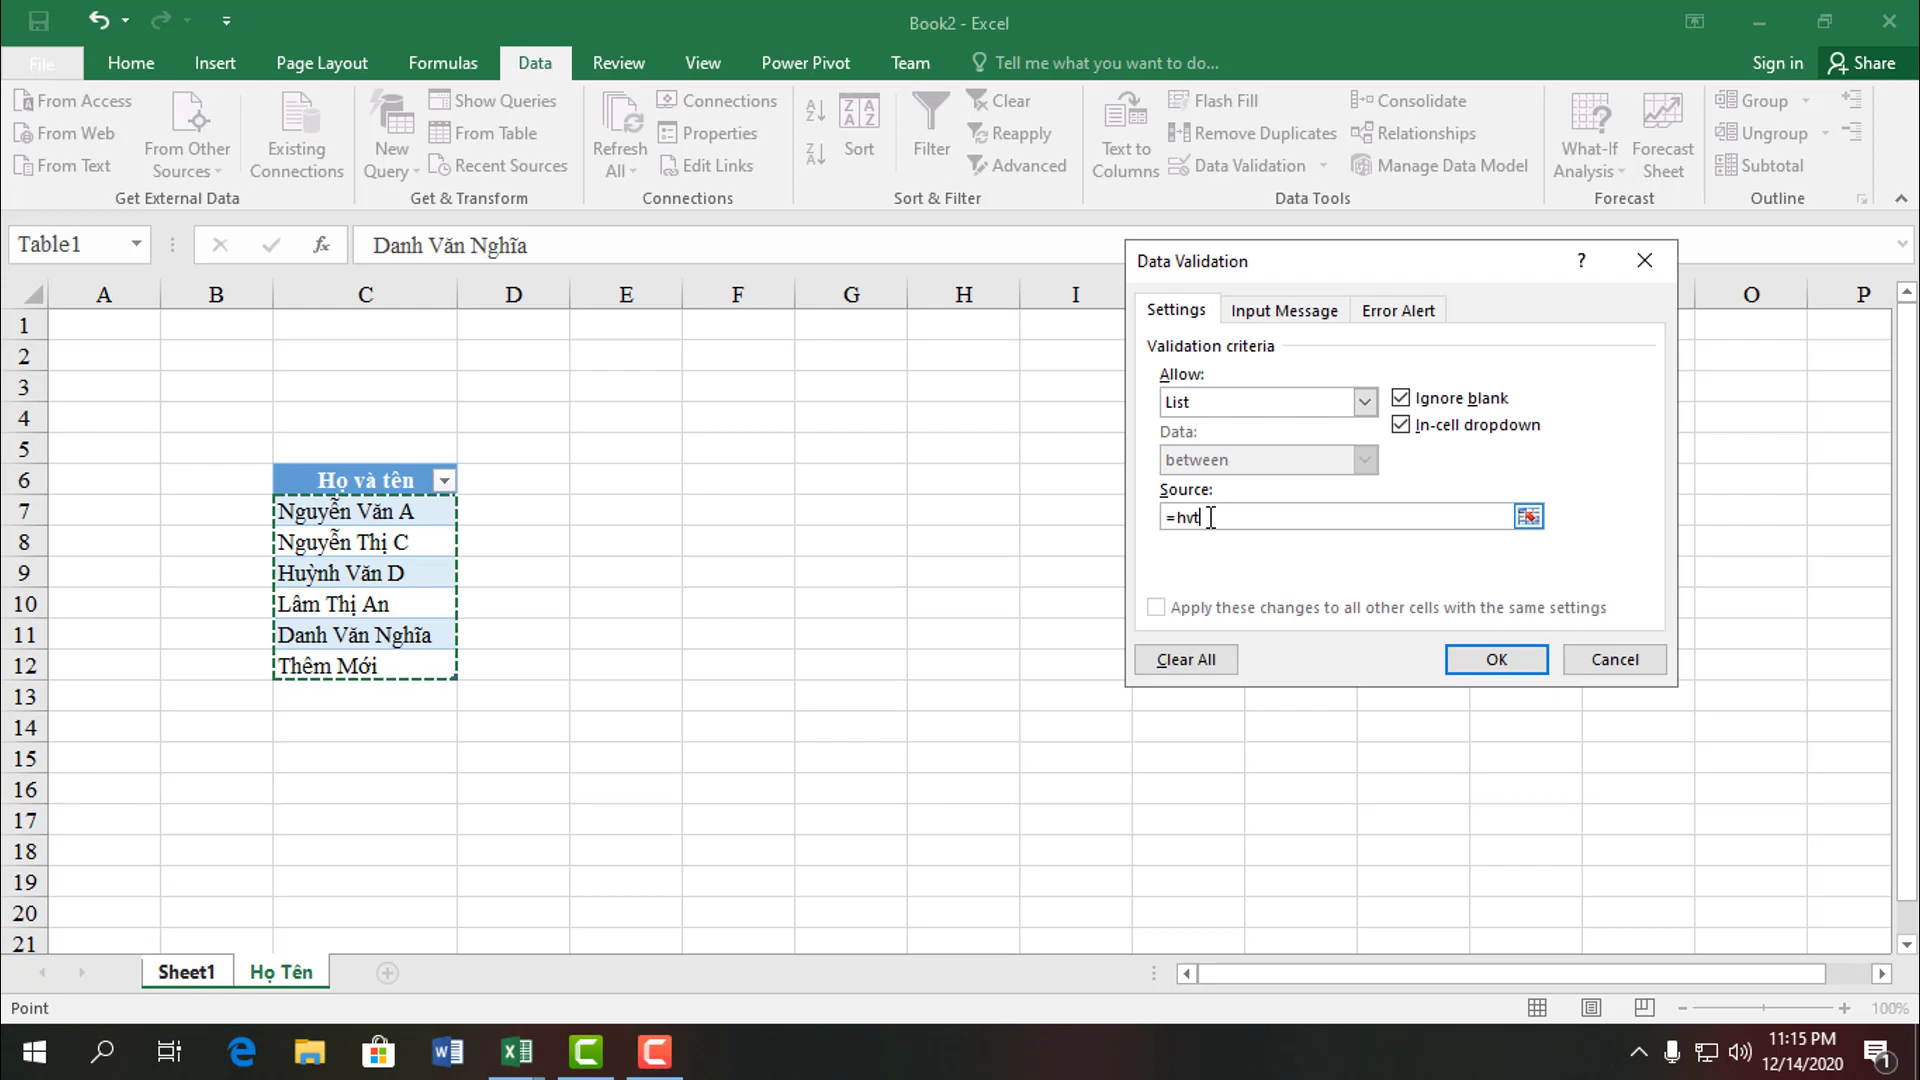 Book2 - Excel
File Home Insert Page Layout Formulas Data Review View Power Pivot Team Tell me what you want to do... Sign in Share
From Access
From Web
From Text
From Other Sources
Existing Connections
Get External Data
New Query
Show Queries
From Table
Recent Sources
Get & Transform
Refresh All
Connections
Properties
Edit Links
Connections
Sort
Filter
Clear
Reapply
Advanced
Sort & Filter
Text to Columns
Flash Fill
Remove Duplicates
Data Validation
Consolidate
Relationships
Manage Data Model
Data Tools
What-If Analysis
Forecast Sheet
Forecast
Group
Ungroup
Subtotal
Outline
Table1 fx Danh Văn Nghĩa
A B C D E F G H I O P
1
2
3
4
5
6 Họ và tên
7 Nguyễn Văn A
8 Nguyễn Thị C
9 Huỳnh Văn D
10 Lâm Thị An
11 Danh Văn Nghĩa
12 Thêm Mới
13
14
15
16
17
18
19
20
21
Data Validation ?
Settings Input Message Error Alert
Validation criteria
Allow:
List
Ignore blank
Data:
In-cell dropdown
between
Source:
=hvt
Apply these changes to all other cells with the same settings
Clear All OK Cancel
Sheet1 Họ Tên
Point 100%
11:15 PM
12/14/2020
1